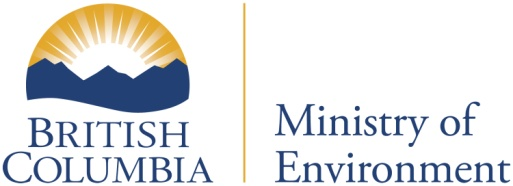 BRITISH
COLUMBIA
Ministry of
Environment